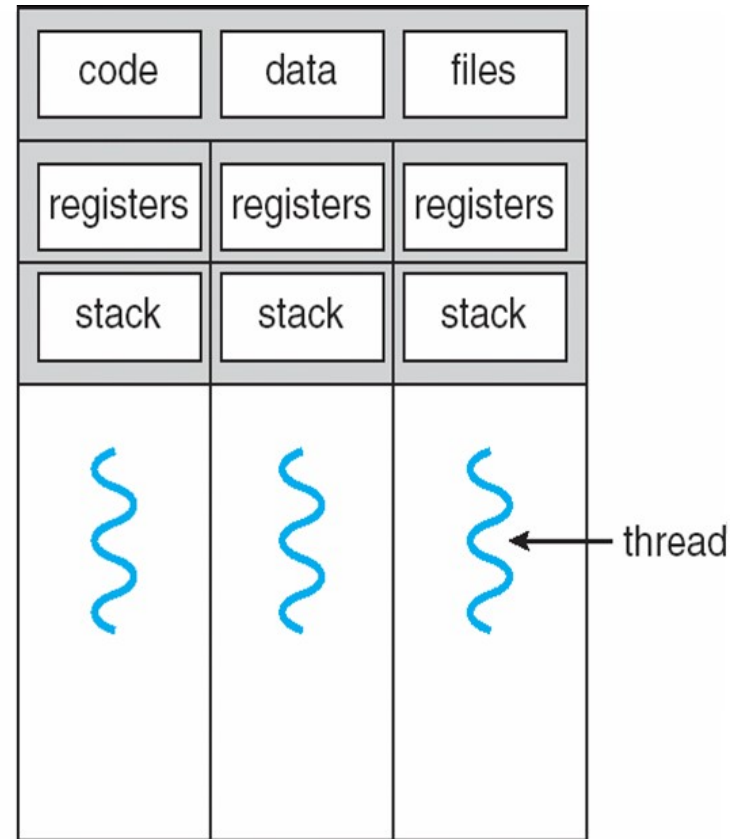 code data files
registers registers registers
stack stack stack
thread